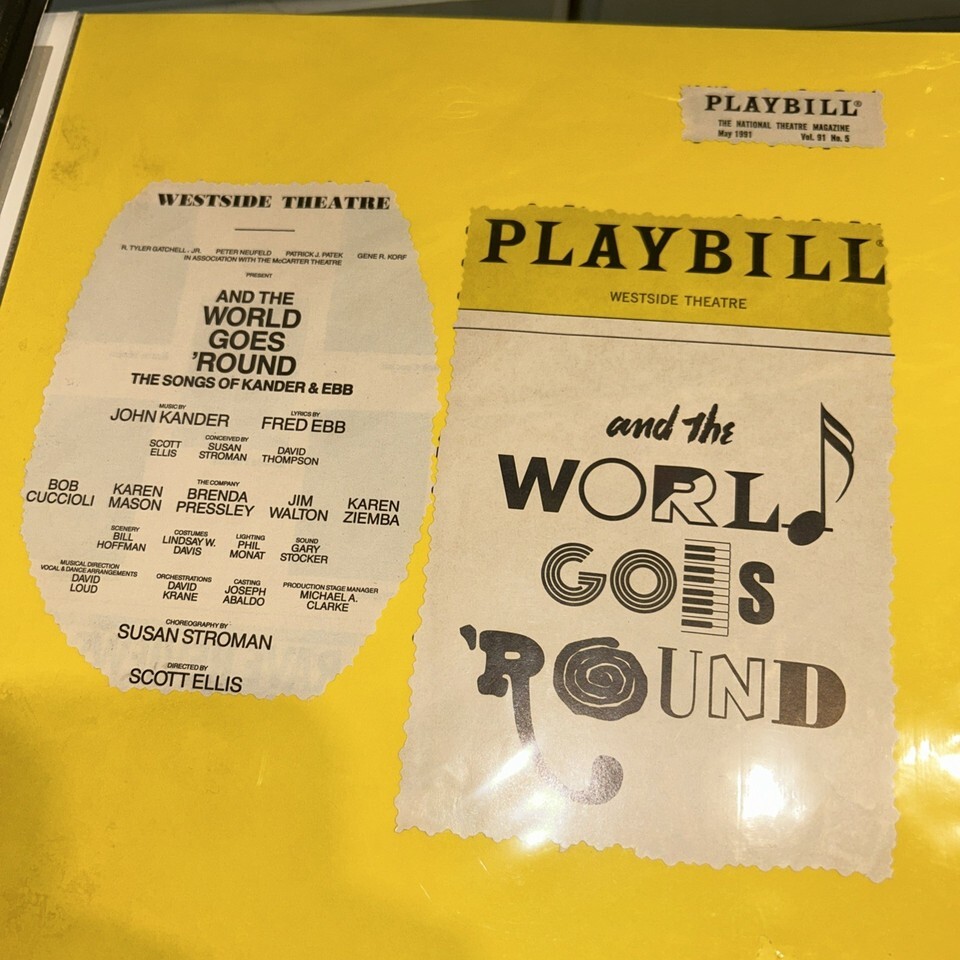 PLAYBILL®
THE NATIONAL THEATRE MAGAZINE
May 1991 Vol. 91 No. 5
WESTSIDE THEATRE
R. TYLER GATCHELL, JR. PETER NEUFELD PATRICK J. PATEK GENE R. KORF
IN ASSOCIATION WITH THE McCARTER THEATRE
PRESENT
AND THE
WORLD
GOES
'ROUND
THE SONGS OF KANDER & EBB
MUSIC BY LYRICS BY
JOHN KANDER FRED EBB
CONCEIVED BY
SCOTT ELLIS SUSAN STROMAN DAVID THOMPSON
THE COMPANY
BOB CUCCIOLI KAREN MASON BRENDA PRESSLEY JIM WALTON KAREN ZIEMBA
SCENERY COSTUMES LIGHTING SOUND
BILL HOFFMAN LINDSAY W. DAVIS PHIL MONAT GARY STOCKER
MUSICAL DIRECTION
VOCAL & DANCE ARRANGEMENTS ORCHESTRATIONS CASTING PRODUCTION STAGE MANAGER
DAVID LOUD DAVID KRANE JOSEPH ABALDO MICHAEL A. CLARKE
CHOREOGRAPHY BY
SUSAN STROMAN
DIRECTED BY
SCOTT ELLIS
PLAYBILL®
WESTSIDE THEATRE
and the
WORLD
GOES
'ROUND